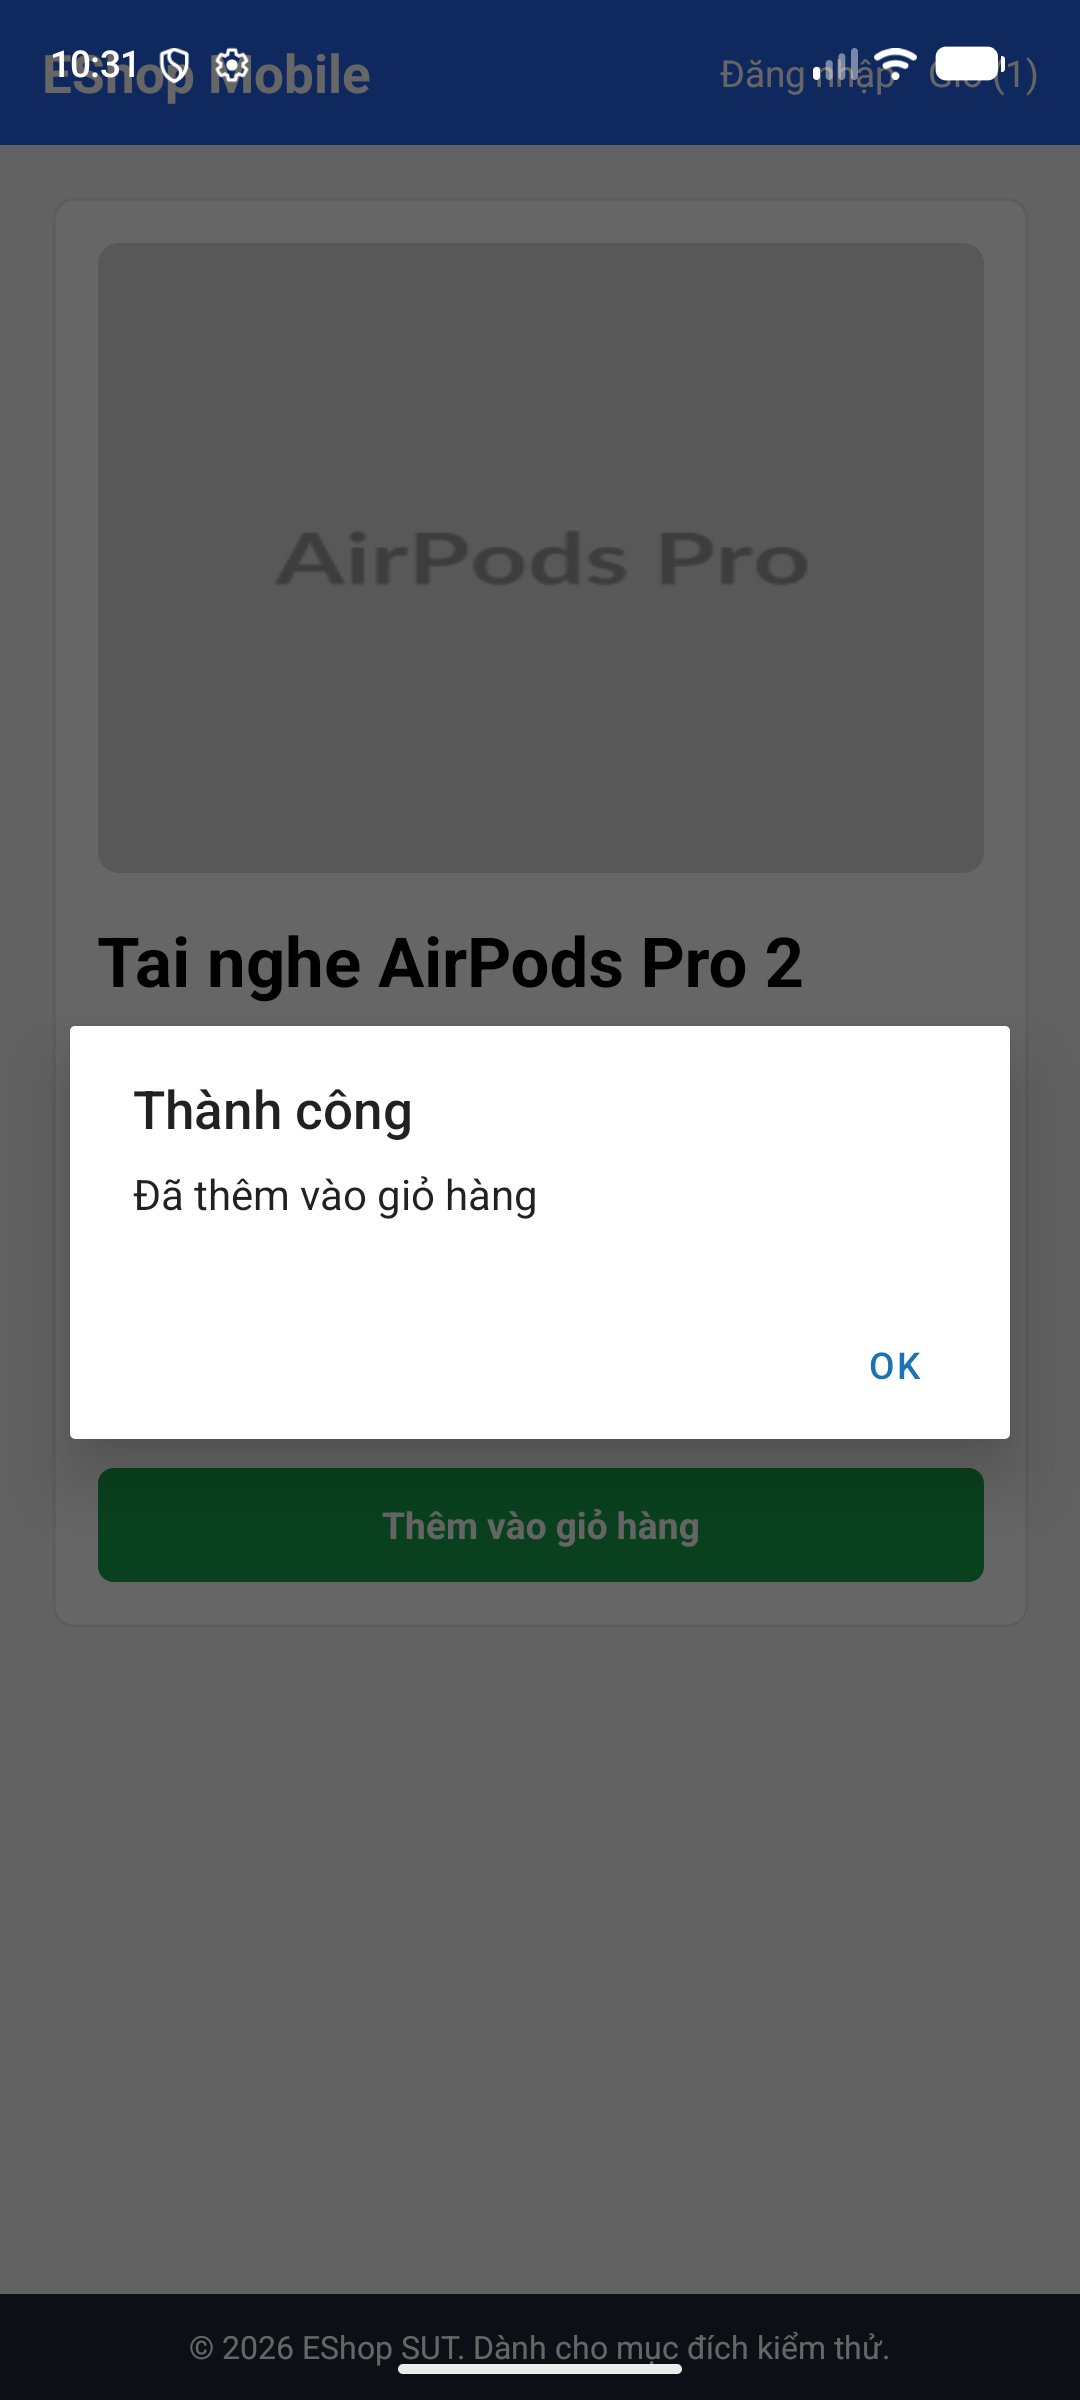 10:31
EShop Mobile
Đăng nhập
Giỏ (1)
AirPods Pro
Tai nghe AirPods Pro 2
Thành công
Đã thêm vào giỏ hàng
OK
Thêm vào giỏ hàng
© 2026 EShop SUT. Dành cho mục đích kiểm thử.